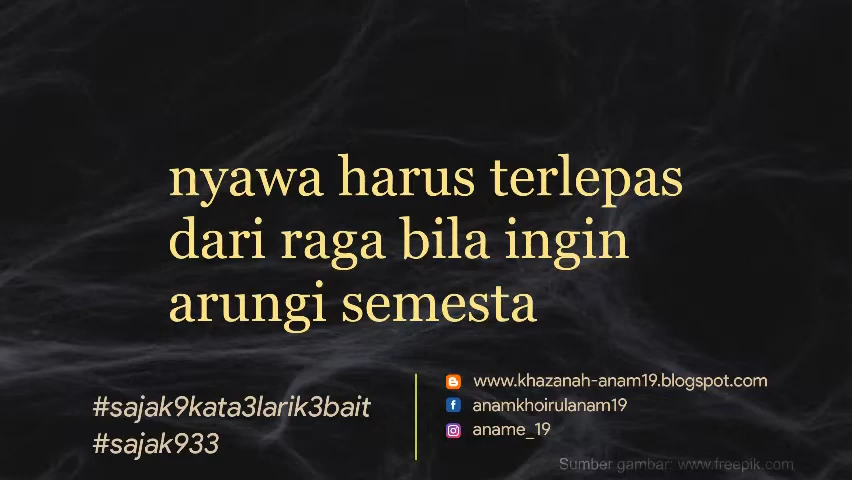 nyawa harus terlepas
dari raga bila ingin
arungi semesta
#sajak9kata3larik3bait
#sajak933
www.khazanah-anam19.blogspot.com
anamkhoirulanam19
aname_19
Sumber gambar: www.freepik.com